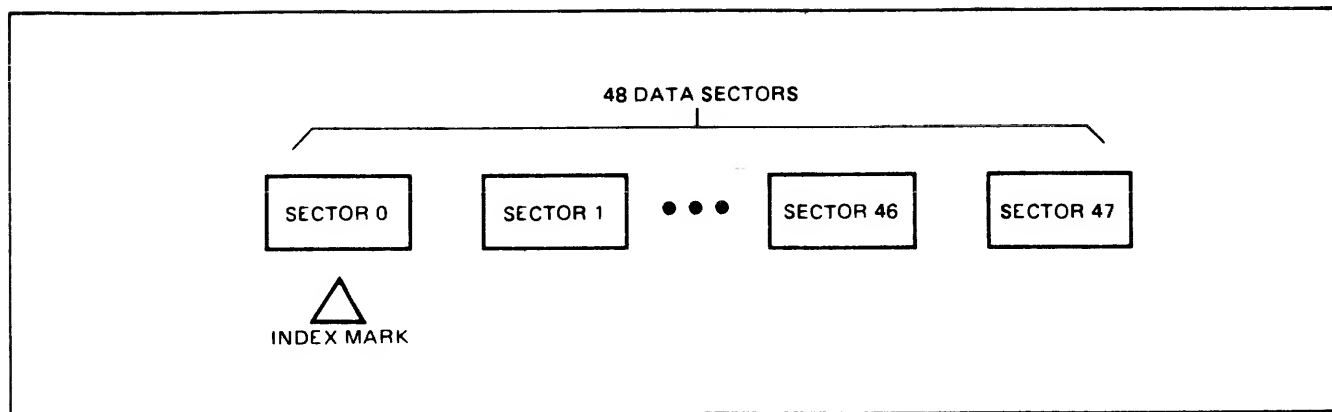 48 DATA SECTORS
SECTOR 0
SECTOR 1
SECTOR 46
SECTOR 47
INDEX MARK